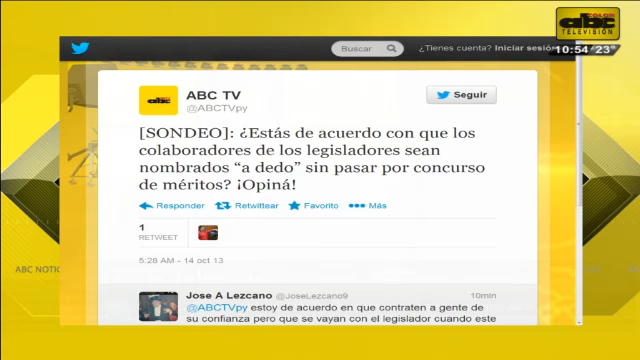 COLOR
abc
TELEVISIÓN
10:54 23°
Buscar
¿Tienes cuenta? Iniciar sesión
ABC TV
@ABCTVpy
Seguir
[SONDEO]: ¿Estás de acuerdo con que los
colaboradores de los legisladores sean
nombrados “a dedo” sin pasar por concurso
de méritos? ¡Opiná!
Responder Retwittear Favorito Más
1
RETWEET
5:28 AM - 14 oct 13
ABC NOTIC
Jose A Lezcano @JoseLezcano9 10min
@ABCTVpy estoy de acuerdo en que contraten a gente de
su confianza pero que se vayan con el legislador cuando este